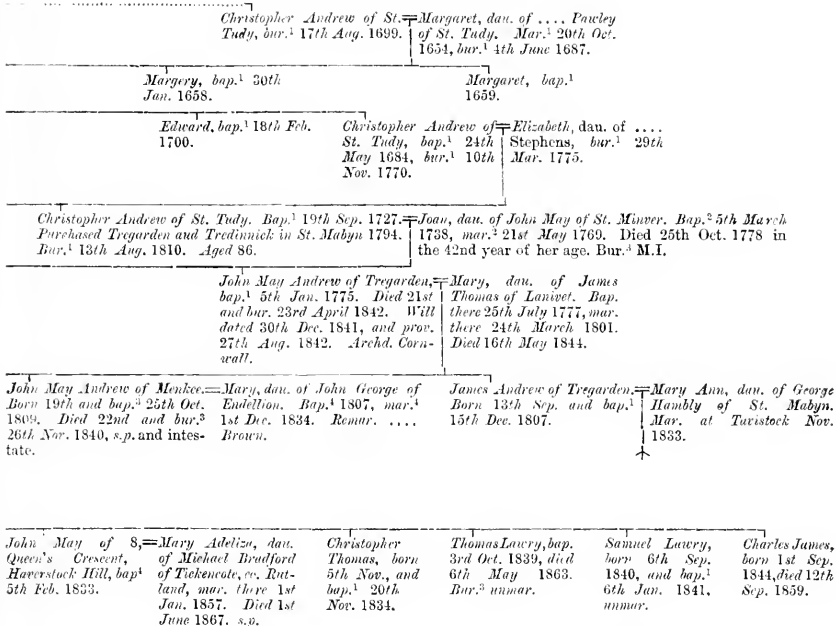 Christopher Andrew of St.
Tudy, bur.¹ 17th Aug. 1699.
Margaret, dau. of .... Pawley
of St. Tudy. Mar.¹ 20th Oct.
1654, bur.¹ 4th June 1687.
Margery, bap.¹ 30th
Jan. 1658.
Margaret, bap.¹
1659.
Edward, bap.¹ 18th Feb.
1700.
Christopher Andrew of
St. Tudy, bap.¹ 24th
May 1684, bur.¹ 10th
Nov. 1770.
Elizabeth, dau. of ....
Stephens, bur.¹ 29th
Mar. 1775.
Christopher Andrew of St. Tudy. Bap.¹ 19th Sep. 1727.
Purchased Tregarden and Tredinnick in St. Mabyn 1794.
Bur.¹ 13th Aug. 1810. Aged 86.
Joan, dau. of John May of St. Minver. Bap.² 5th March
1738, mar.² 21st May 1769. Died 25th Oct. 1778 in
the 42nd year of her age. Bur. M.I.
John May Andrew of Tregarden,
bap.¹ 5th Jan. 1775. Died 21st
and bur. 23rd April 1842. Will
dated 30th Dec. 1841, and prov.
27th Aug. 1842. Archd. Corn-
wall.
Mary, dau. of James
Thomas of Lanivet. Bap.
there 25th July 1777, mar.
there 24th March 1801.
Died 16th May 1844.
John May Andrew of Menkee.
Born 19th and bap.³ 25th Oct.
1809. Died 22nd and bur.³
26th Nov. 1840, s.p. and intes-
tate.
Mary, dau. of John George of
Endellion. Bap.⁴ 1807, mar.⁴
1st Dec. 1834. Remar. ....
Brown.
James Andrew of Tregarden.
Born 13th Sep. and bap.¹
15th Dec. 1807.
Mary Ann, dau. of George
Hambly of St. Mabyn.
Mar. at Tavistock Nov.
1833.
John May of 8,
Queen's Crescent,
Haverstock Hill, bap⁴
5th Feb. 1833.
Mary Adeliza, dau.
of Michael Bradford
of Tickencote, co. Rut-
land, mar. there 1st
Jan. 1857. Died 1st
June 1867. s.p.
Christopher
Thomas, born
5th Nov., and
bap.¹ 20th
Nov. 1834.
Thomas Lawry, bap.
3rd Oct. 1839, died
6th May 1863.
Bur.³ unmar.
Samuel Lawry,
born 6th Sep.
1840, and bap.¹
6th Jan. 1841,
unmar.
Charles James,
born 1st Sep.
1844, died 12th
Sep. 1859.